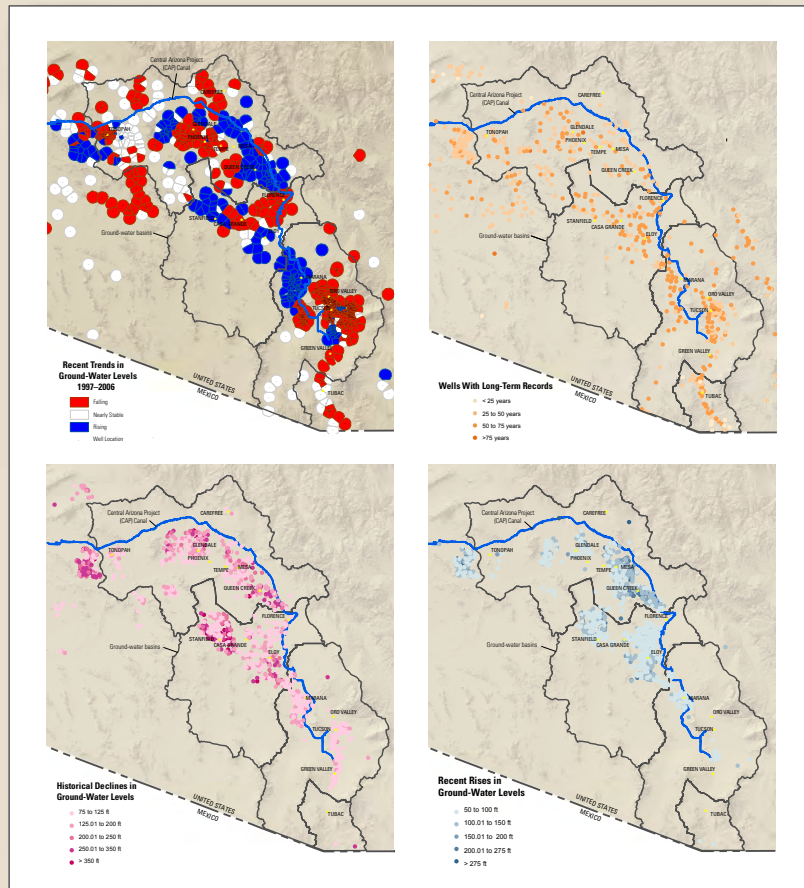 Central Arizona Project
(CAP) Canal
CAREFREE
TONOPAH
GLENDALE
PHOENIX
TEMPE
MESA
QUEEN CREEK
FLORENCE
STANFIELD
CASA GRANDE
ELOY
Ground-water basins
MARANA
ORO VALLEY
TUCSON
GREEN VALLEY
TUBAC
UNITED STATES
MEXICO
Recent Trends in
Ground-Water Levels
1997–2006
Falling
Nearly Stable
Rising
Well Location
Central Arizona Project
(CAP) Canal
CAREFREE
TONOPAH
GLENDALE
PHOENIX
TEMPE
MESA
QUEEN CREEK
FLORENCE
STANFIELD
CASA GRANDE
ELOY
Ground-water basins
MARANA
ORO VALLEY
TUCSON
GREEN VALLEY
TUBAC
UNITED STATES
MEXICO
Wells With Long-Term Records
< 25 years
25 to 50 years
50 to 75 years
>75 years
Central Arizona Project
(CAP) Canal
CAREFREE
TONOPAH
GLENDALE
PHOENIX
TEMPE
MESA
QUEEN CREEK
FLORENCE
STANFIELD
CASA GRANDE
ELOY
Ground-water basins
MARANA
ORO VALLEY
TUCSON
GREEN VALLEY
TUBAC
UNITED STATES
MEXICO
Historical Declines in
Ground-Water Levels
75 to 125 ft
125.01 to 200 ft
200.01 to 250 ft
250.01 to 350 ft
> 350 ft
Central Arizona Project
(CAP) Canal
CAREFREE
TONOPAH
GLENDALE
PHOENIX
TEMPE
MESA
QUEEN CREEK
FLORENCE
STANFIELD
CASA GRANDE
ELOY
Ground-water basins
MARANA
ORO VALLEY
TUCSON
GREEN VALLEY
TUBAC
UNITED STATES
MEXICO
Recent Rises in
Ground-Water Levels
50 to 100 ft
100.01 to 150 ft
150.01 to 200 ft
200.01 to 275 ft
> 275 ft